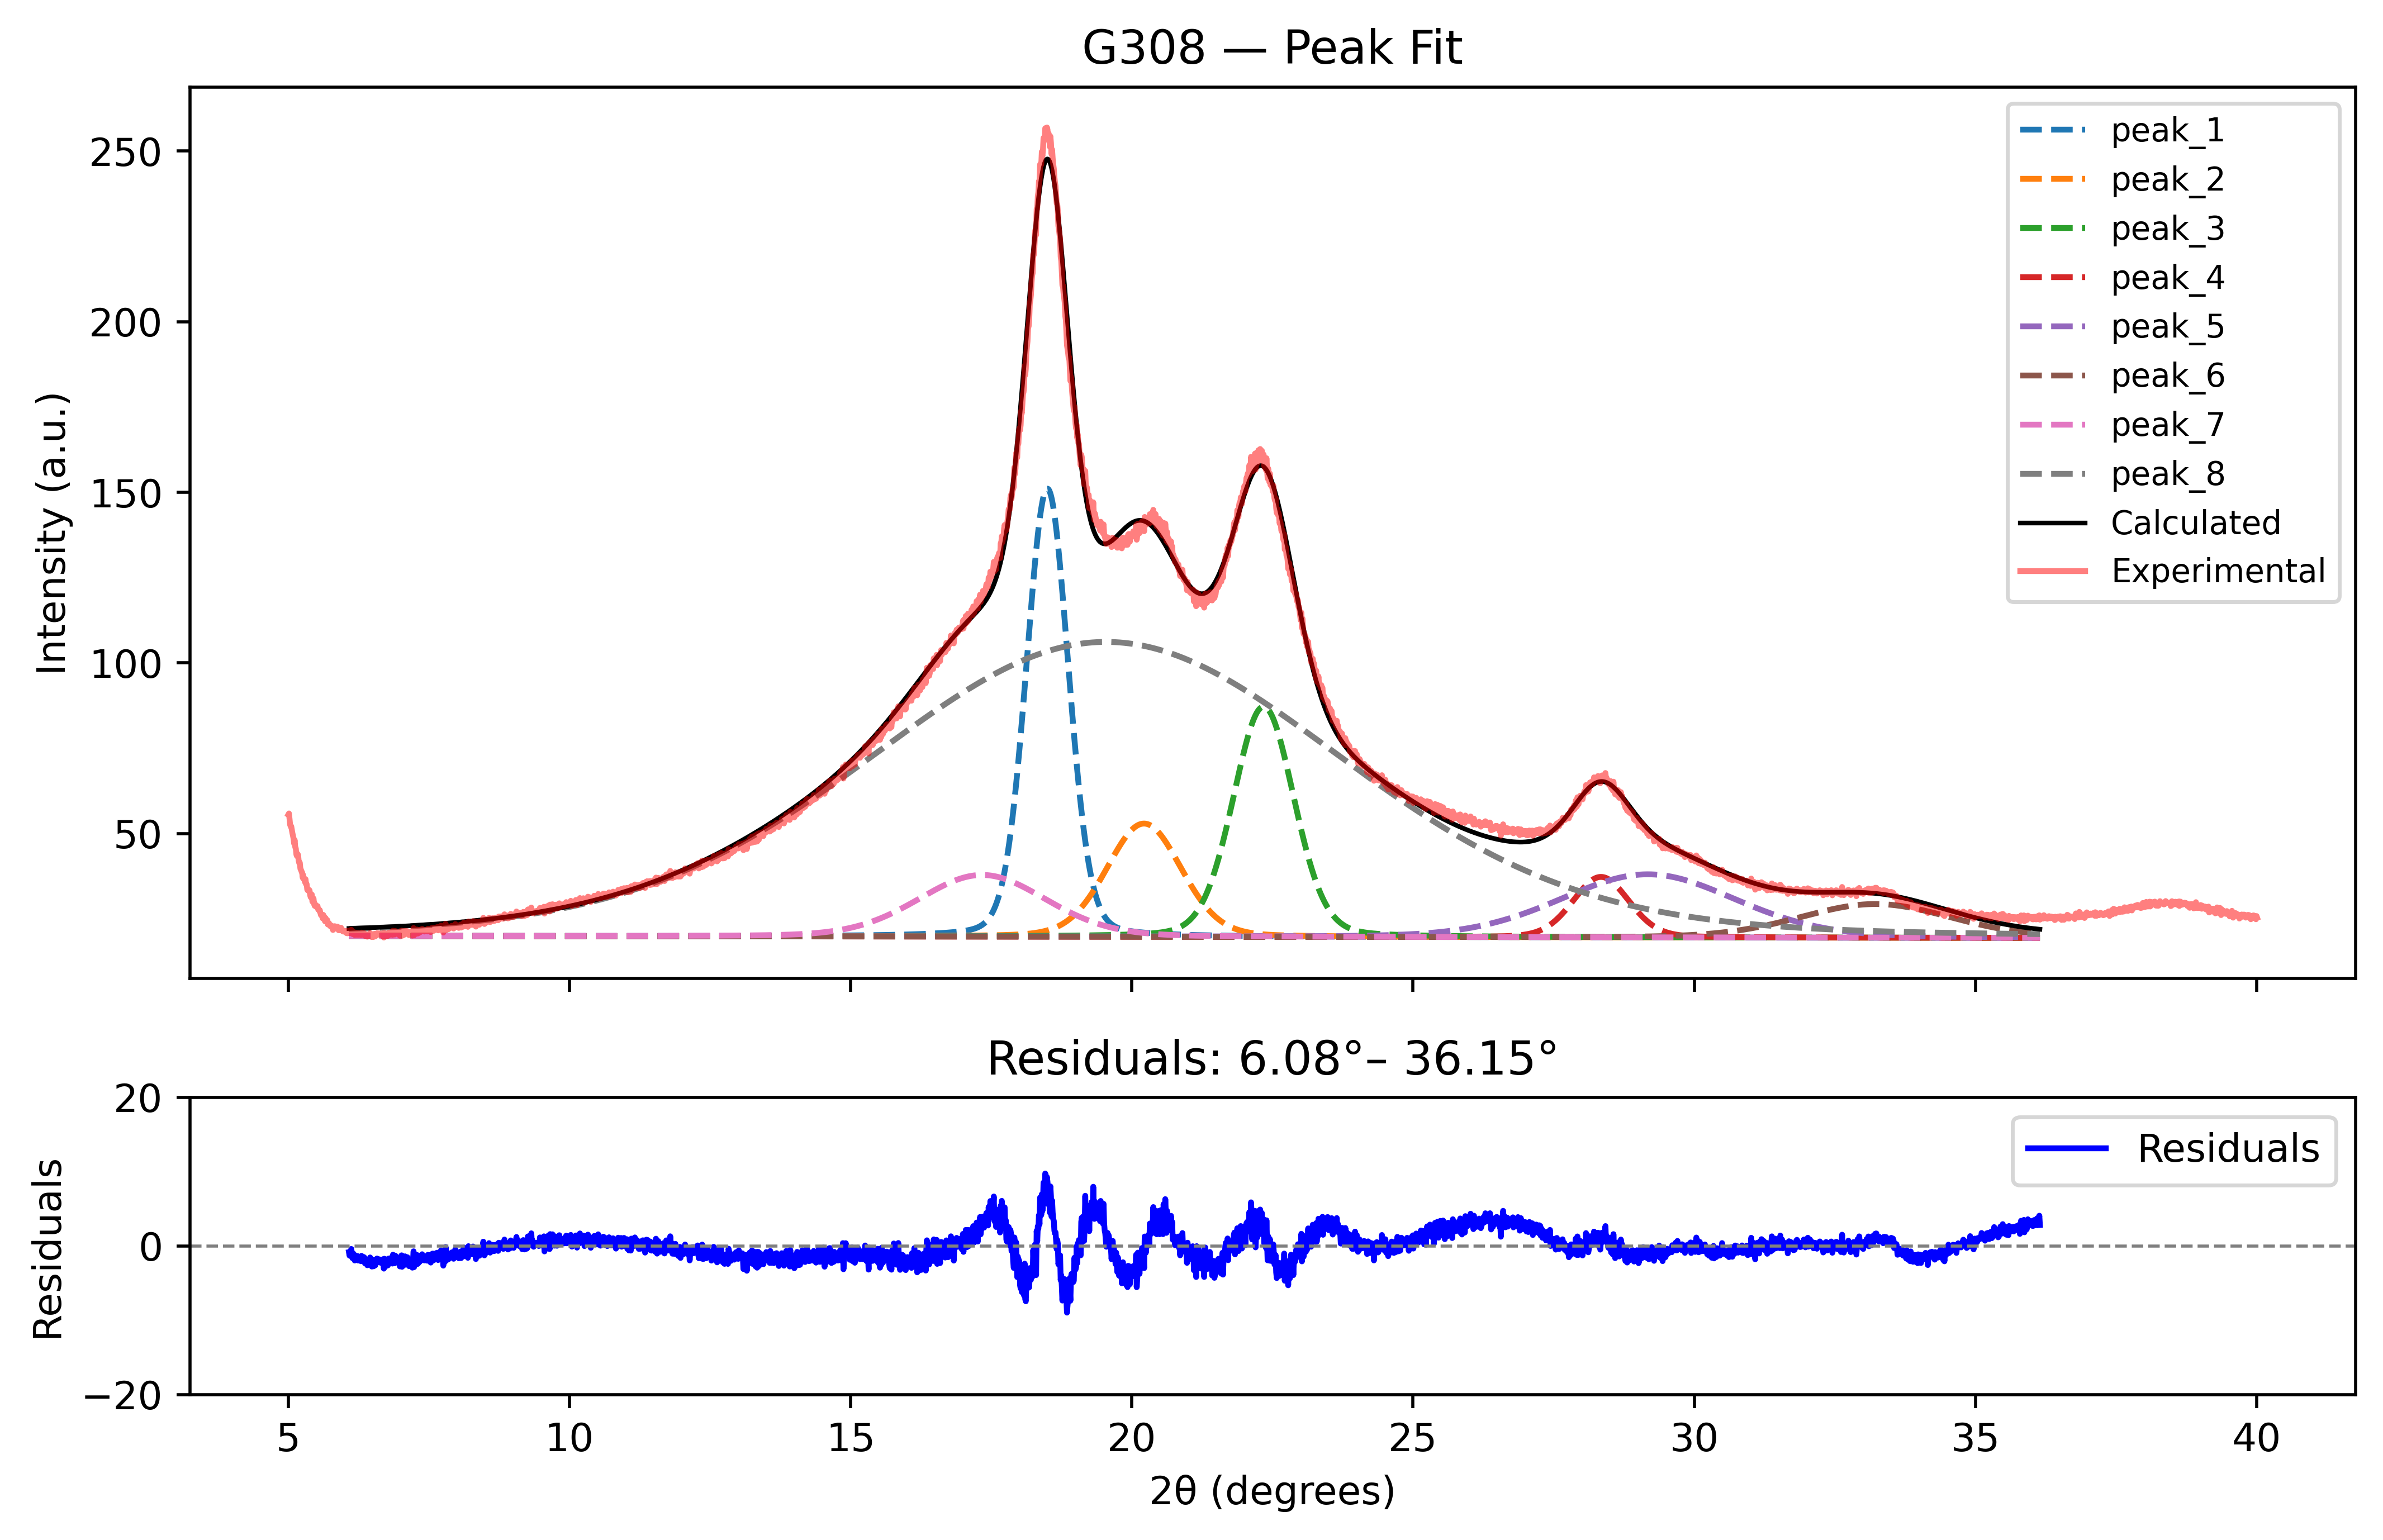 G308 — Peak Fit
Intensity (a.u.)
250
200
150
100
50
peak_1
peak_2
peak_3
peak_4
peak_5
peak_6
peak_7
peak_8
Calculated
Experimental
Residuals: 6.08°– 36.15°
Residuals
20
0
−20
Residuals
5 10 15 20 25 30 35 40
2θ (degrees)